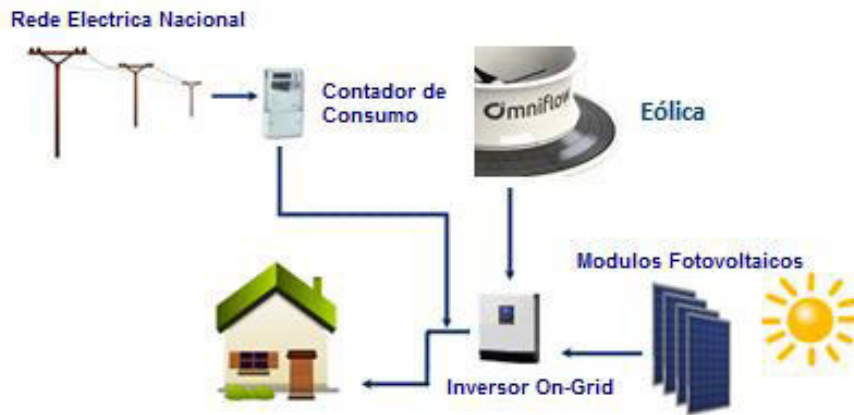 Rede Electrica Nacional
Contador de
Consumo
Omniflow
Eólica
Modulos Fotovoltaicos
Inversor On-Grid